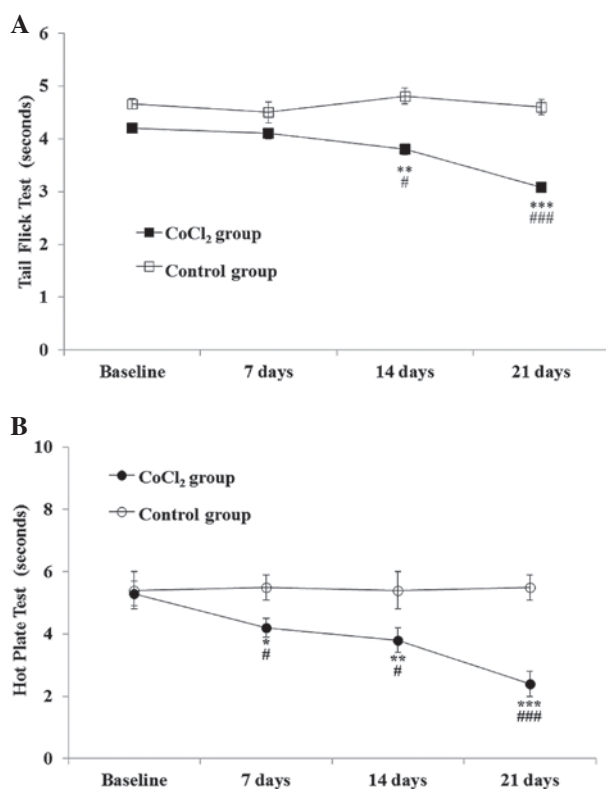 A
6
5
4
3
2
1
0
Tail Flick Test (seconds)
**
#
***
###
CoCl₂ group
Control group
Baseline 7 days 14 days 21 days
B
10
8
6
4
2
0
Hot Plate Test (seconds)
CoCl₂ group
Control group
*
#
**
#
***
###
Baseline 7 days 14 days 21 days